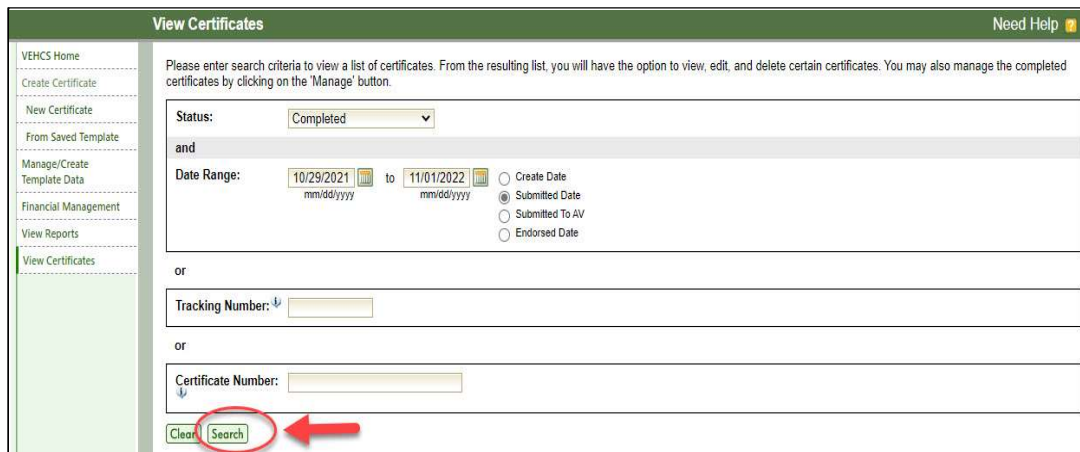 View Certificates
Need Help ?
VEHCS Home
Create Certificate
New Certificate
From Saved Template
Manage/Create
Template Data
Financial Management
View Reports
View Certificates
Please enter search criteria to view a list of certificates. From the resulting list, you will have the option to view, edit, and delete certain certificates. You may also manage the completed
certificates by clicking on the 'Manage' button.
Status: Completed
and
Date Range: 10/29/2021 to 11/01/2022
mm/dd/yyyy mm/dd/yyyy
Create Date
Submitted Date
Submitted To AV
Endorsed Date
or
Tracking Number:
or
Certificate Number:
Clear Search